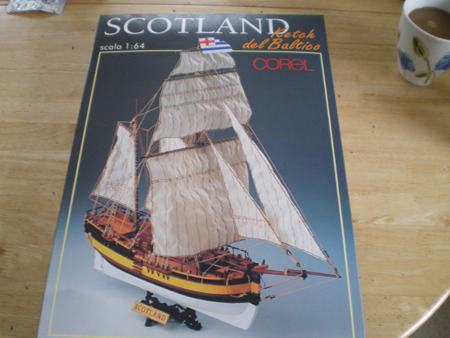 SCOTLAND
Ketch
scala 1:64
del Baltico
COREL
SCOTLAND